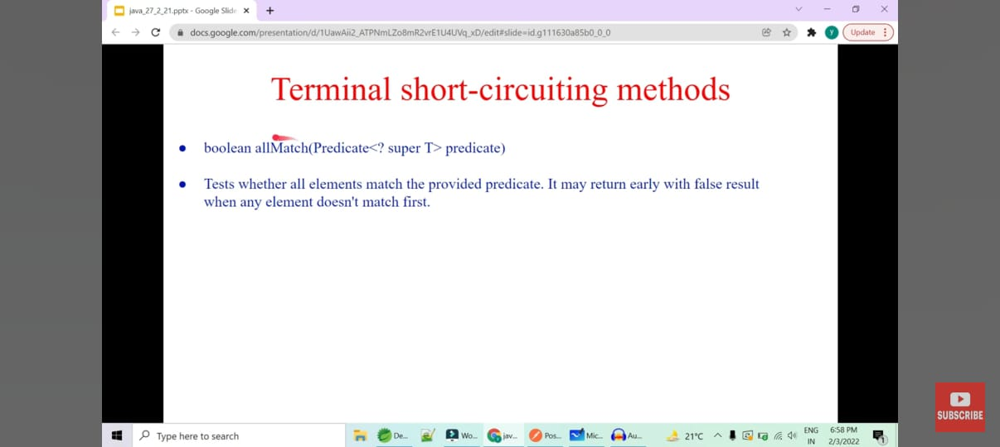 java_27_2_21.pptx - Google Slide
docs.google.com/presentation/d/1UawAii2_ATPNmLZo8mR2vrE1U4UVq_xD/edit#slide=id.g111630a85b0_0_0
y
Update
Terminal short-circuiting methods
boolean allMatch(Predicate<? super T> predicate)
Tests whether all elements match the provided predicate. It may return early with false result
when any element doesn't match first.
SUBSCRIBE
Type here to search
De...
Wo...
jav...
Pos...
Mic...
Au...
21°C
ENG
IN
6:58 PM
2/3/2022
1